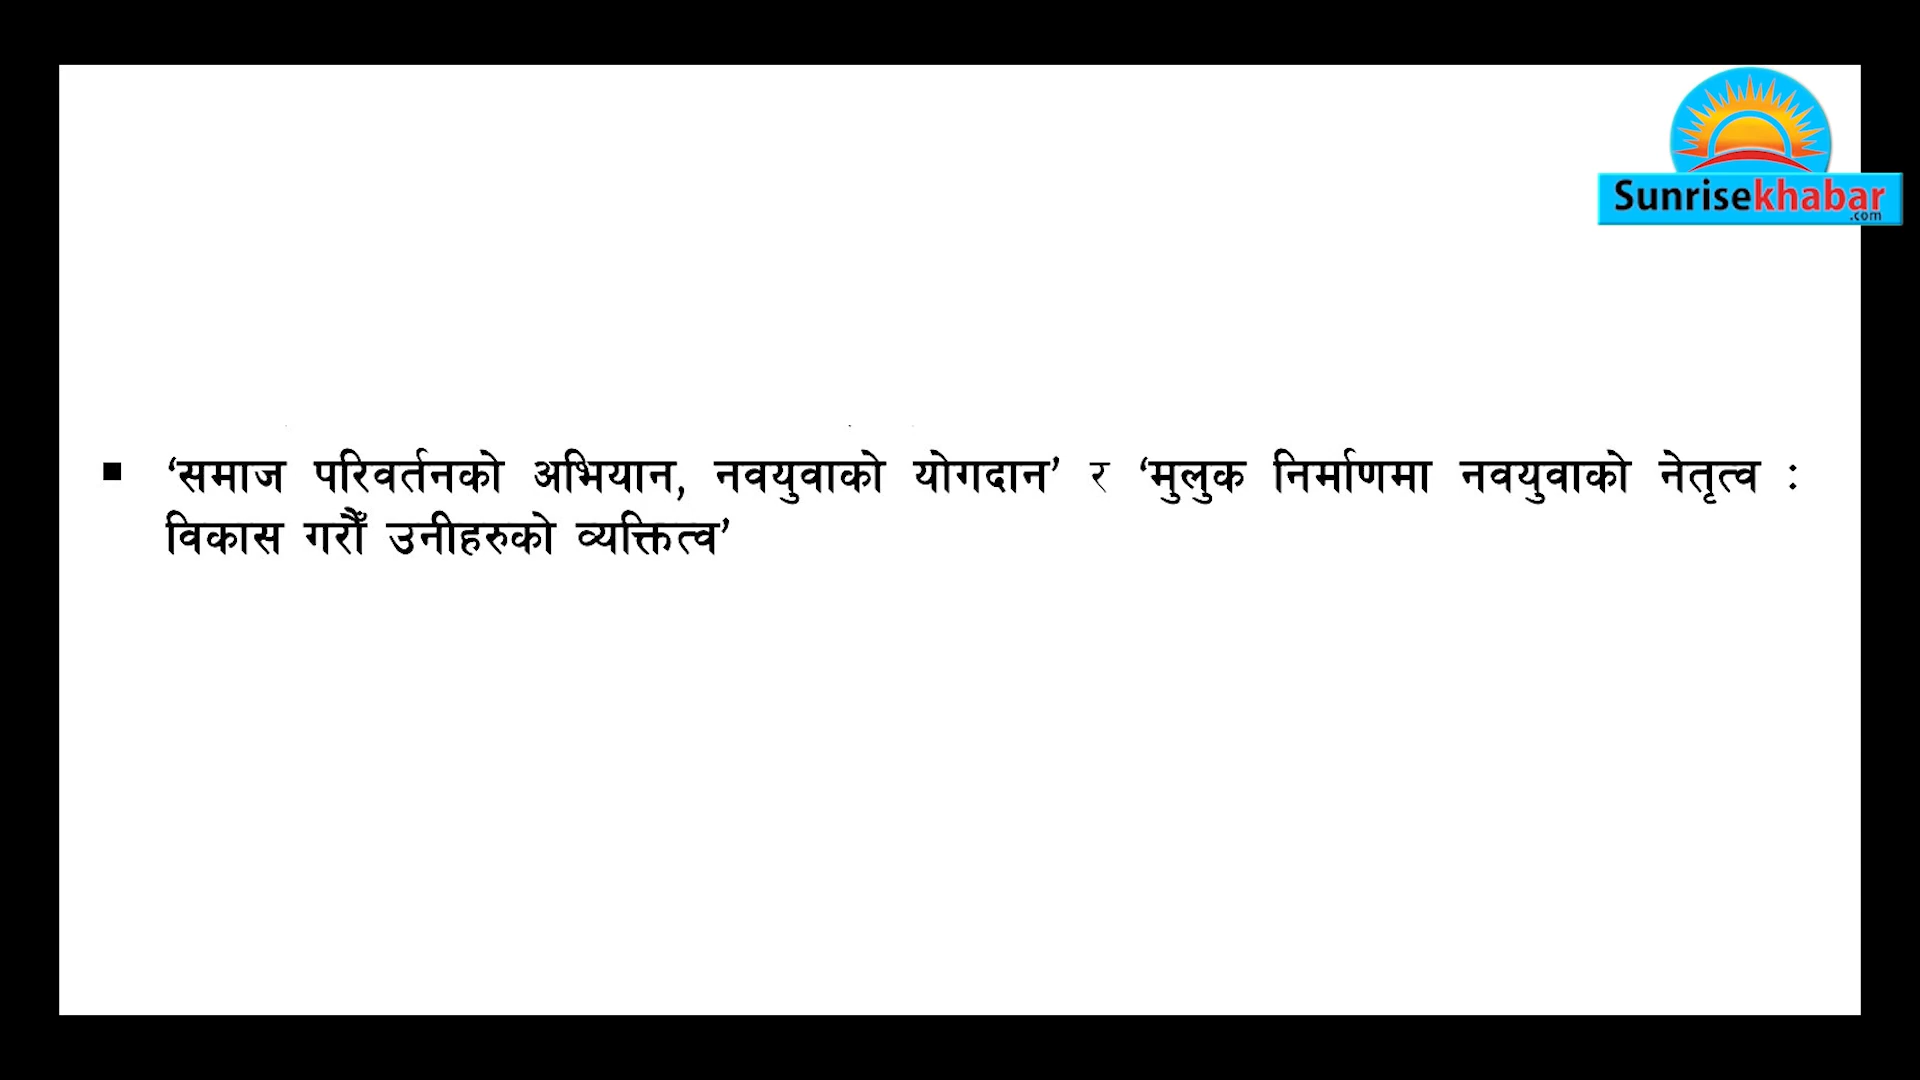 Sunrisekhabar
.com
▪ ‘समाज परिवर्तनको अभियान, नवयुवाको योगदान’ र ‘मुलुक निर्माणमा नवयुवाको नेतृत्व :
विकास गरौँ उनीहरुको व्यक्तित्व’